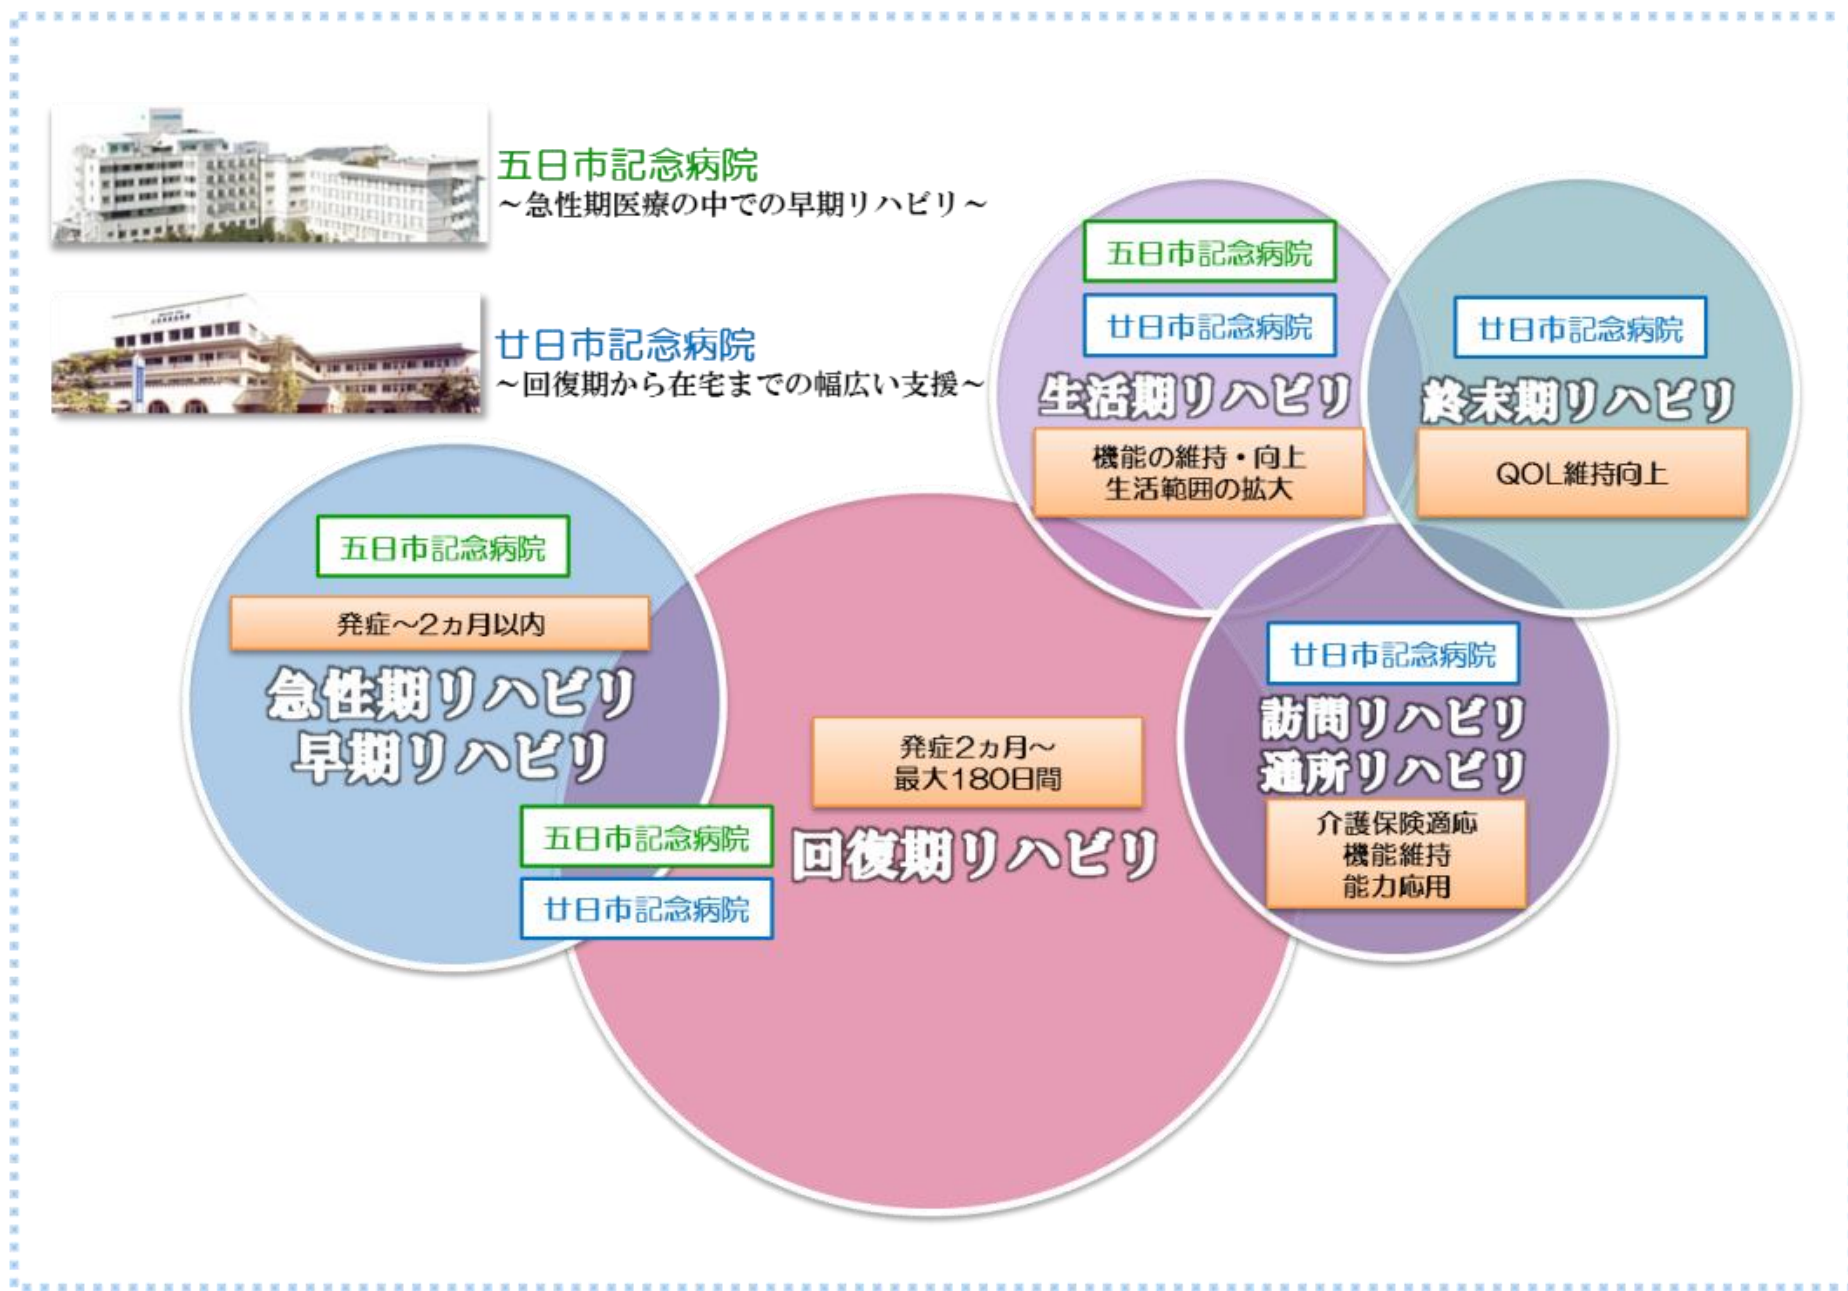 五日市記念病院
～急性期医療の中での早期リハビリ～
廿日市記念病院
～回復期から在宅までの幅広い支援～
五日市記念病院
発症～2ヵ月以内
急性期リハビリ
早期リハビリ
五日市記念病院
廿日市記念病院
発症2ヵ月～
最大180日間
回復期リハビリ
五日市記念病院
廿日市記念病院
生活期リハビリ
機能の維持・向上
生活範囲の拡大
廿日市記念病院
終末期リハビリ
QOL維持向上
廿日市記念病院
訪問リハビリ
通所リハビリ
介護保険適応
機能維持
能力応用